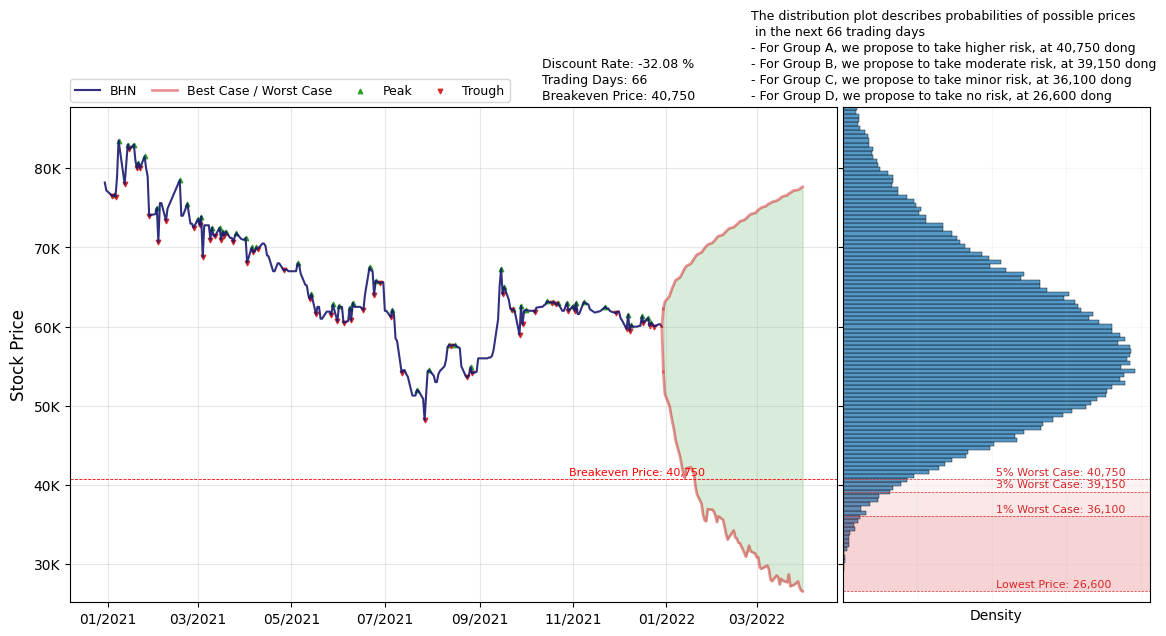 The distribution plot describes probabilities of possible prices
in the next 66 trading days
- For Group A, we propose to take higher risk, at 40,750 dong
- For Group B, we propose to take moderate risk, at 39,150 dong
- For Group C, we propose to take minor risk, at 36,100 dong
- For Group D, we propose to take no risk, at 26,600 dong
Discount Rate: -32.08 %
Trading Days: 66
Breakeven Price: 40,750
BHN Best Case / Worst Case Peak Trough
Stock Price
80K
70K
60K
50K
40K
30K
Breakeven Price: 40,750
5% Worst Case: 40,750
3% Worst Case: 39,150
1% Worst Case: 36,100
Lowest Price: 26,600
01/2021 03/2021 05/2021 07/2021 09/2021 11/2021 01/2022 03/2022
Density